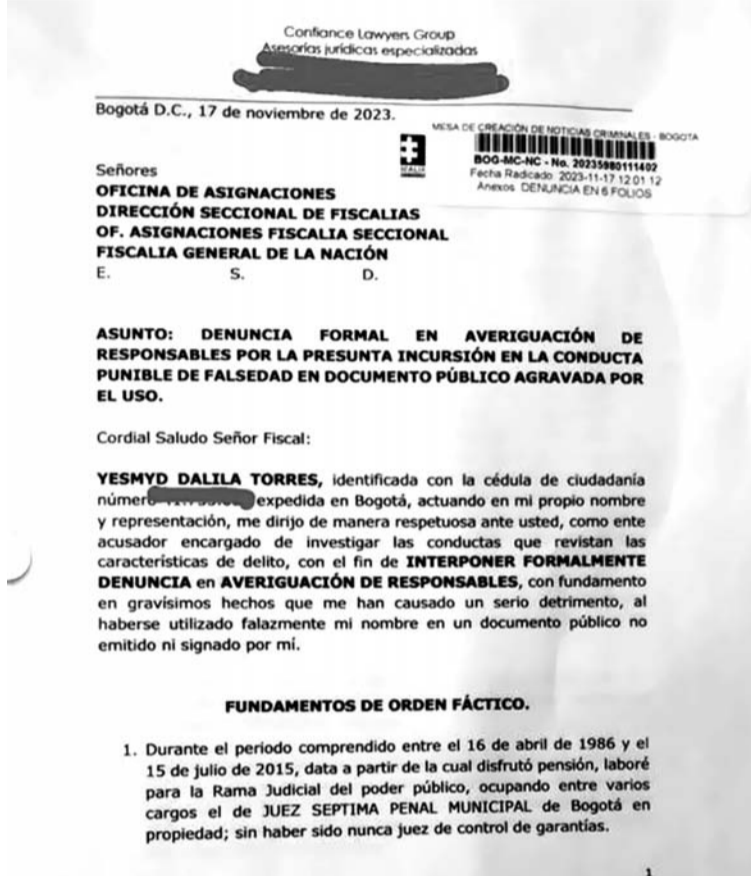 Confiance Lawyers Group
Asesorías jurídicas especializadas
Bogotá D.C., 17 de noviembre de 2023.
MESA DE CREACIÓN DE NOTICIAS CRIMINALES - BOGOTA
BOG-MC-NC - No. 20235980111402
Fecha Radicado: 2023-11-17 12:01:12
Anexos: DENUNCIA EN 6 FOLIOS
Señores
OFICINA DE ASIGNACIONES
DIRECCIÓN SECCIONAL DE FISCALIAS
OF. ASIGNACIONES FISCALIA SECCIONAL
FISCALIA GENERAL DE LA NACIÓN
E. S. D.
ASUNTO: DENUNCIA FORMAL EN AVERIGUACIÓN DE
RESPONSABLES POR LA PRESUNTA INCURSIÓN EN LA CONDUCTA
PUNIBLE DE FALSEDAD EN DOCUMENTO PÚBLICO AGRAVADA POR
EL USO.
Cordial Saludo Señor Fiscal:
YESMYD DALILA TORRES, identificada con la cédula de ciudadanía
número expedida en Bogotá, actuando en mi propio nombre
y representación, me dirijo de manera respetuosa ante usted, como ente
acusador encargado de investigar las conductas que revistan las
características de delito, con el fin de INTERPONER FORMALMENTE
DENUNCIA en AVERIGUACIÓN DE RESPONSABLES, con fundamento
en gravísimos hechos que me han causado un serio detrimento, al
haberse utilizado falazmente mi nombre en un documento público no
emitido ni signado por mí.
FUNDAMENTOS DE ORDEN FÁCTICO.
1. Durante el periodo comprendido entre el 16 de abril de 1986 y el
15 de julio de 2015, data a partir de la cual disfrutó pensión, laboré
para la Rama Judicial del poder público, ocupando entre varios
cargos el de JUEZ SEPTIMA PENAL MUNICIPAL de Bogotá en
propiedad; sin haber sido nunca juez de control de garantías.
1